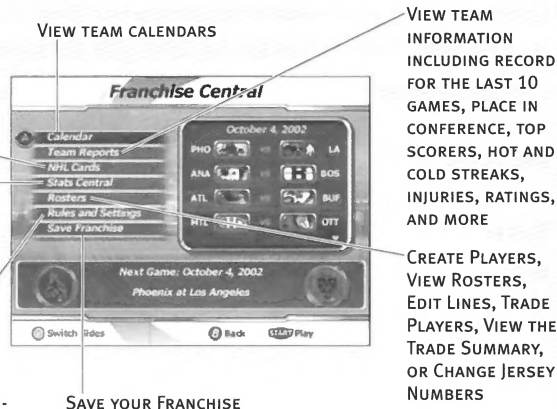 VIEW TEAM CALENDARS
VIEW TEAM
INFORMATION
INCLUDING RECORD
FOR THE LAST 10
GAMES, PLACE IN
CONFERENCE, TOP
SCORERS, HOT AND
COLD STREAKS,
INJURIES, RATINGS,
AND MORE
Franchise Central
Calendar
Team Reports
NHL Cards
Stats Central
Rosters
Rules and Settings
Save Franchise
October 4, 2002
PHO VS LA
ANA VS BOS
ATL VS BUF
MTL VS OTT
Next Game: October 4, 2002
Phoenix at Los Angeles
Switch Sides
B Back
START Play
CREATE PLAYERS,
VIEW ROSTERS,
EDIT LINES, TRADE
PLAYERS, VIEW THE
TRADE SUMMARY,
OR CHANGE JERSEY
NUMBERS
-
SAVE YOUR FRANCHISE